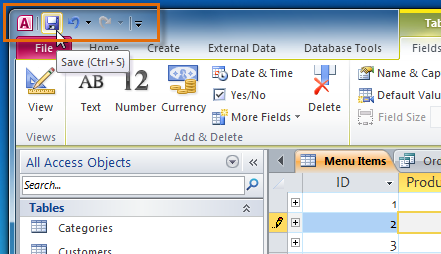 A
Tab
File Home Create External Data Database Tools Fields
Save (Ctrl+S)
View
AB
Text
12
Number
Currency
Date & Time
Yes/No
More Fields
Delete
Name & Cap
Default Value
Field Size
Views
Add & Delete
All Access Objects
Search...
Tables
Categories
Customers
Menu Items
Ord
ID
Produ
1
2
3